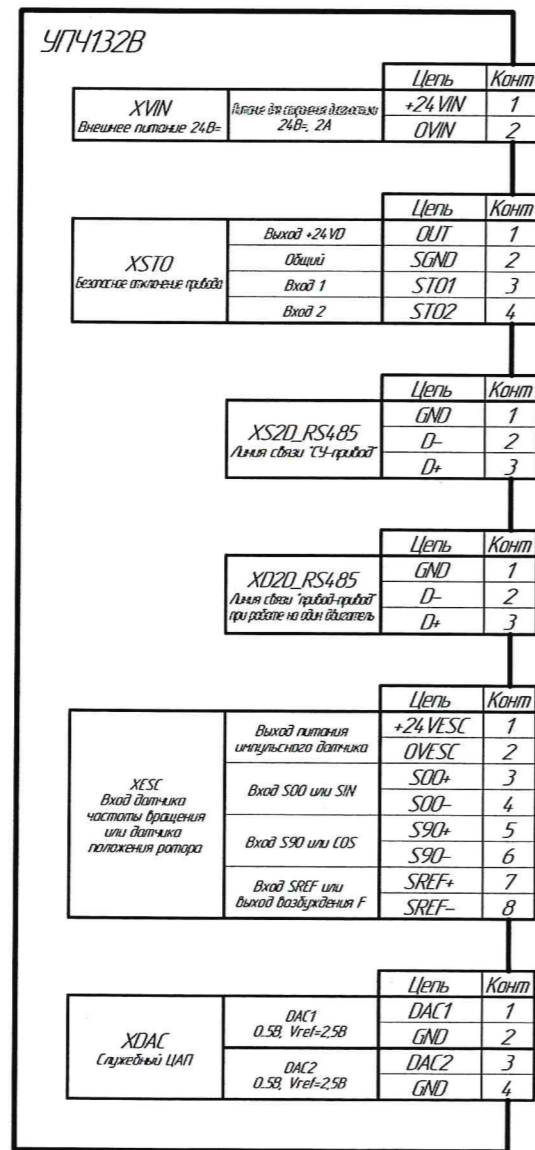 УПЧ132В
Цепь Конт
XVIN Питание для сохранения диагностики +24VIN 1
Внешнее питание 24В= 24В=, 2А 0VIN 2
Цепь Конт
Выход +24VD OUT 1
XSTO Общий SGND 2
Безопасное отключение привода Вход 1 STO1 3
Вход 2 STO2 4
Цепь Конт
GND 1
XS2D_RS485 D- 2
Линия связи "СУ-привод" D+ 3
Цепь Конт
GND 1
XD2D_RS485 D- 2
Линия связи "привод-привод"
при работе на один двигатель D+ 3
Цепь Конт
Выход питания +24VESC 1
импульсного датчика 0VESC 2
XESC
Вход датчика
частоты вращения
или датчика
положения ротора
Вход S00 или SIN S00+ 3
S00- 4
Вход S90 или COS S90+ 5
S90- 6
Вход SREF или SREF+ 7
выход возбуждения F SREF- 8
Цепь Конт
XDAC DAC1 DAC1 1
Служебный ЦАП 0.5В, Vref=2,5В GND 2
DAC2 DAC2 3
0.5В, Vref=2,5В GND 4